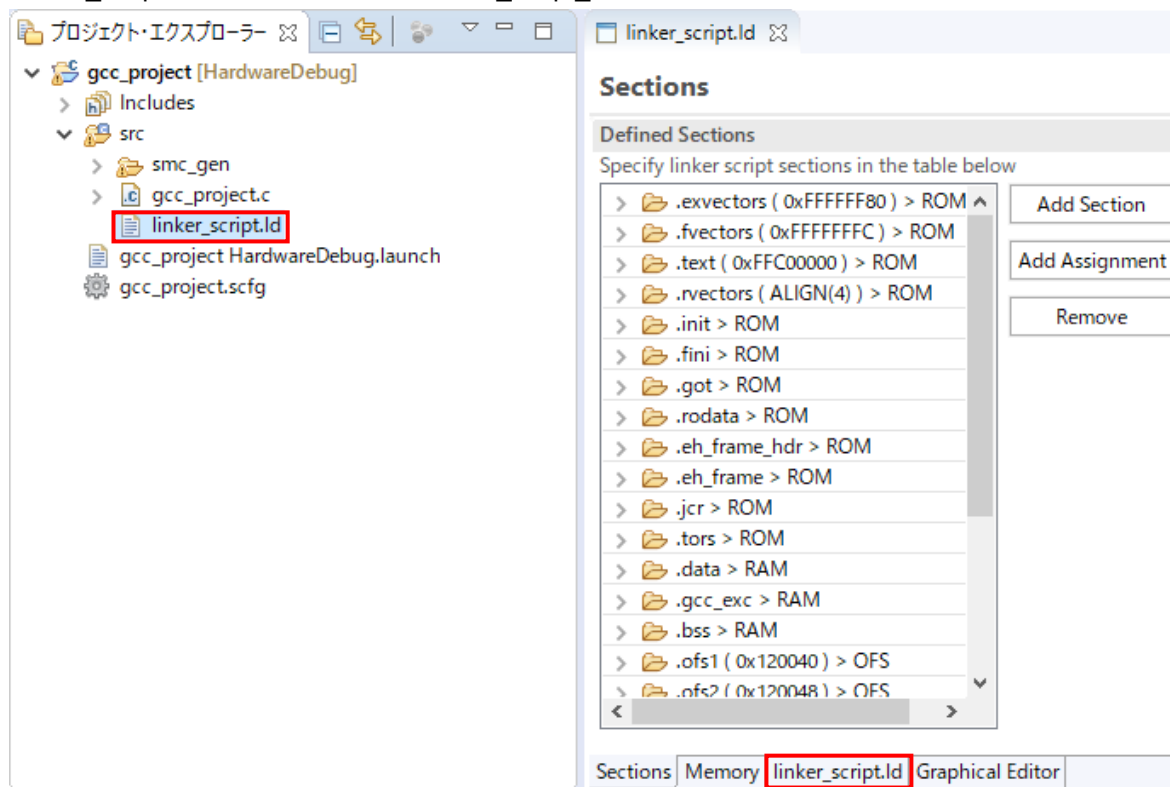 プロジェクト・エクスプローラー
gcc_project [HardwareDebug]
Includes
src
smc_gen
gcc_project.c
linker_script.ld
gcc_project HardwareDebug.launch
gcc_project.scfg
linker_script.ld
Sections
Defined Sections
Specify linker script sections in the table below
.exvectors ( 0xFFFFFF80 ) > ROM
.fvectors ( 0xFFFFFFFC ) > ROM
.text ( 0xFFC00000 ) > ROM
.rvectors ( ALIGN(4) ) > ROM
.init > ROM
.fini > ROM
.got > ROM
.rodata > ROM
.eh_frame_hdr > ROM
.eh_frame > ROM
.jcr > ROM
.tors > ROM
.data > RAM
.gcc_exc > RAM
.bss > RAM
.ofs1 ( 0x120040 ) > OFS
.ofs2 ( 0x120048 ) > OFS
Add Section
Add Assignment
Remove
Sections Memory linker_script.ld Graphical Editor